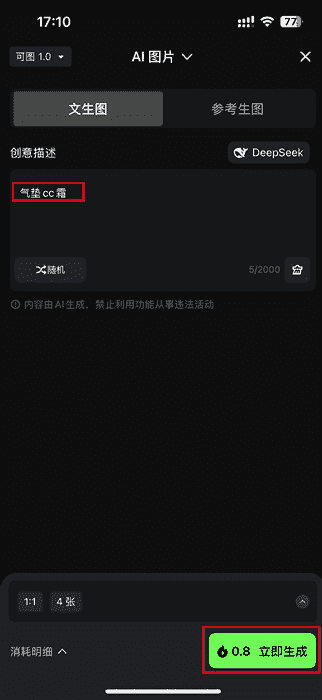 17:10 77
可图 1.0 AI 图片
文生图 参考生图
创意描述 DeepSeek
气垫 cc 霜
随机 5/2000
内容由AI生成，禁止利用功能从事违法活动
1:1 4 张
消耗明细 0.8 立即生成